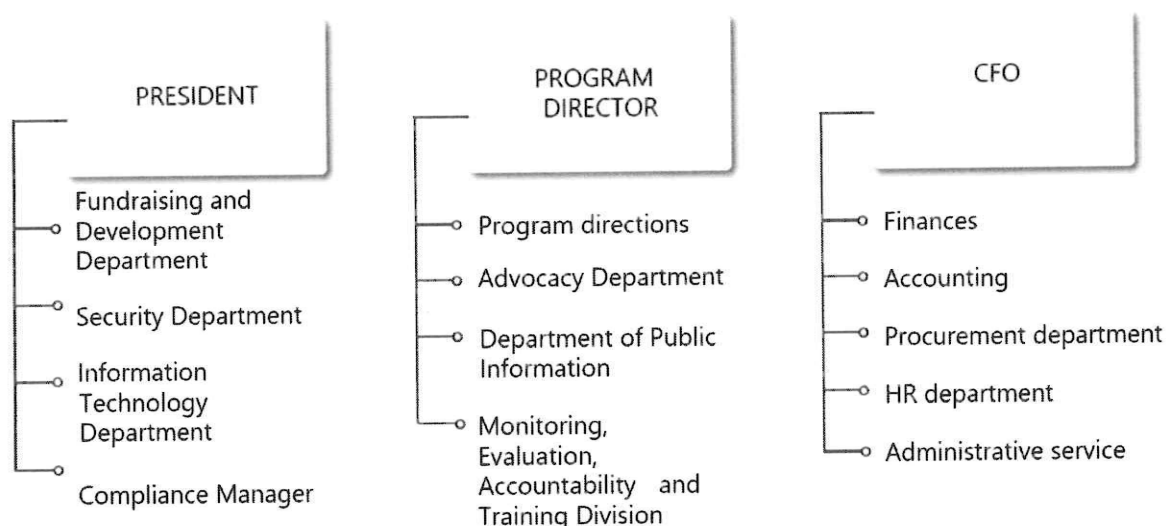 PRESIDENT
Fundraising and
Development
Department
Security Department
Information
Technology
Department
Compliance Manager
PROGRAM
DIRECTOR
Program directions
Advocacy Department
Department of Public
Information
Monitoring,
Evaluation,
Accountability and
Training Division
CFO
Finances
Accounting
Procurement department
HR department
Administrative service